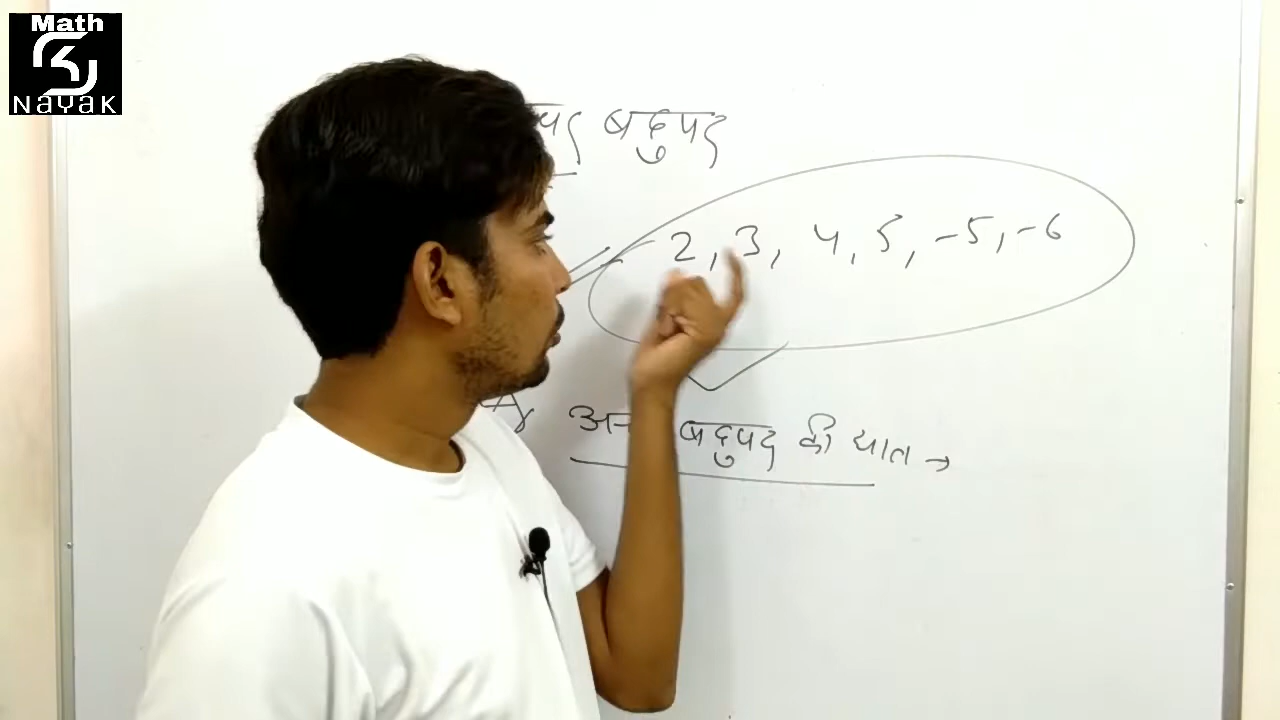 Math
NAYAK
बहुपद
2, 3, 4, 5, -5, -6
बहुपद की घात →